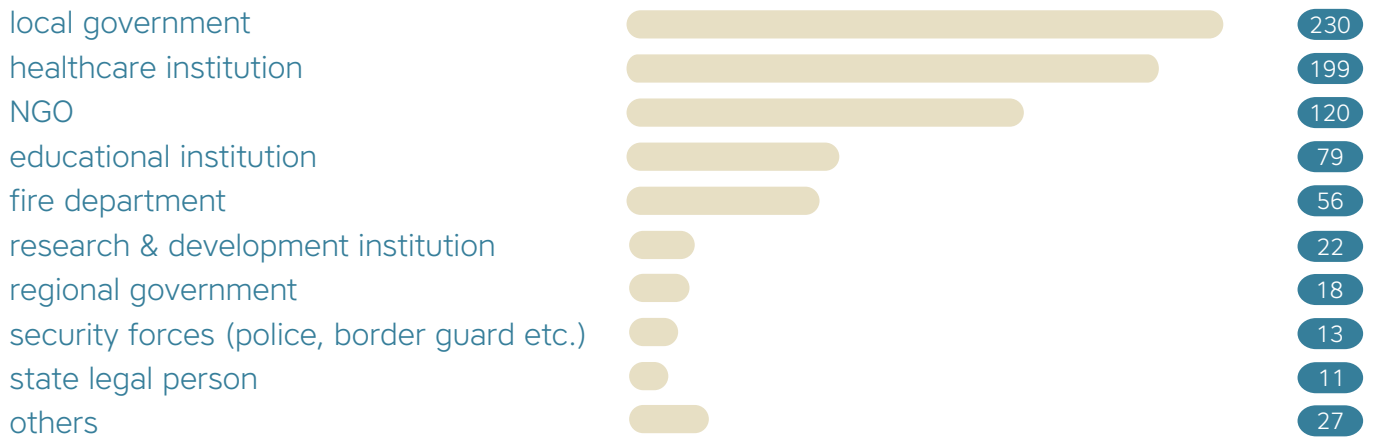 local government 230
healthcare institution 199
NGO 120
educational institution 79
fire department 56
research & development institution 22
regional government 18
security forces (police, border guard etc.) 13
state legal person 11
others 27